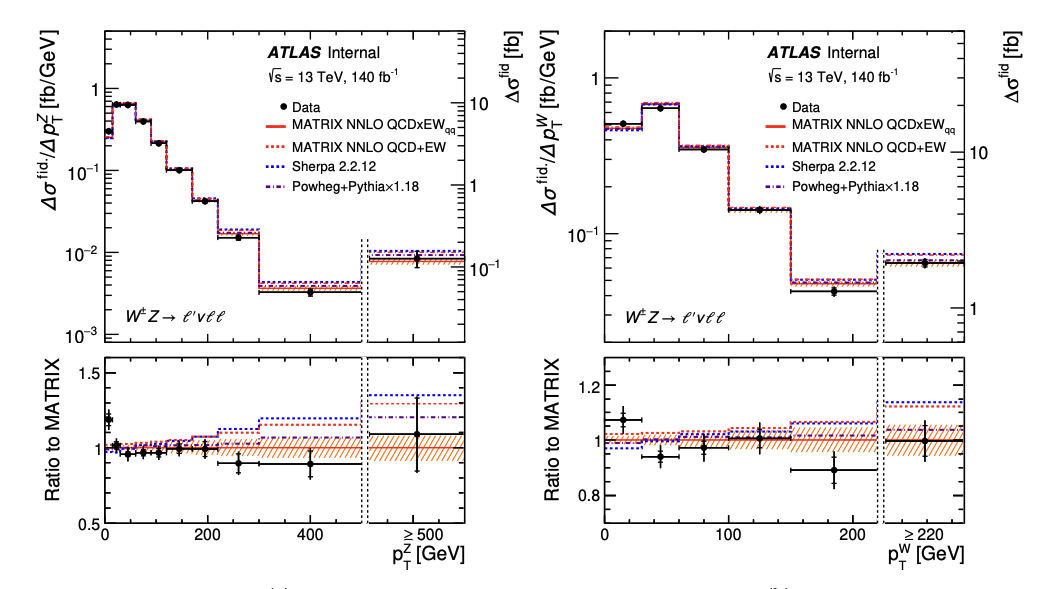 ATLAS Internal
√s = 13 TeV, 140 fb⁻¹
Data
MATRIX NNLO QCDxEW_qq
MATRIX NNLO QCD+EW
Sherpa 2.2.12
Powheg+Pythia×1.18
W±Z → ℓ'νℓℓ
Δσ^fid./Δp_T^Z [fb/GeV]
1
10⁻¹
10⁻²
10⁻³
Δσ^fid [fb]
10
1
10⁻¹
Ratio to MATRIX
1.5
1
0.5
0
200
400
≥ 500
p_T^Z [GeV]
ATLAS Internal
√s = 13 TeV, 140 fb⁻¹
Data
MATRIX NNLO QCDxEW_qq
MATRIX NNLO QCD+EW
Sherpa 2.2.12
Powheg+Pythia×1.18
W±Z → ℓ'νℓℓ
Δσ^fid./Δp_T^W [fb/GeV]
1
10⁻¹
Δσ^fid [fb]
10
1
Ratio to MATRIX
1.2
1
0.8
0
100
200
≥ 220
p_T^W [GeV]